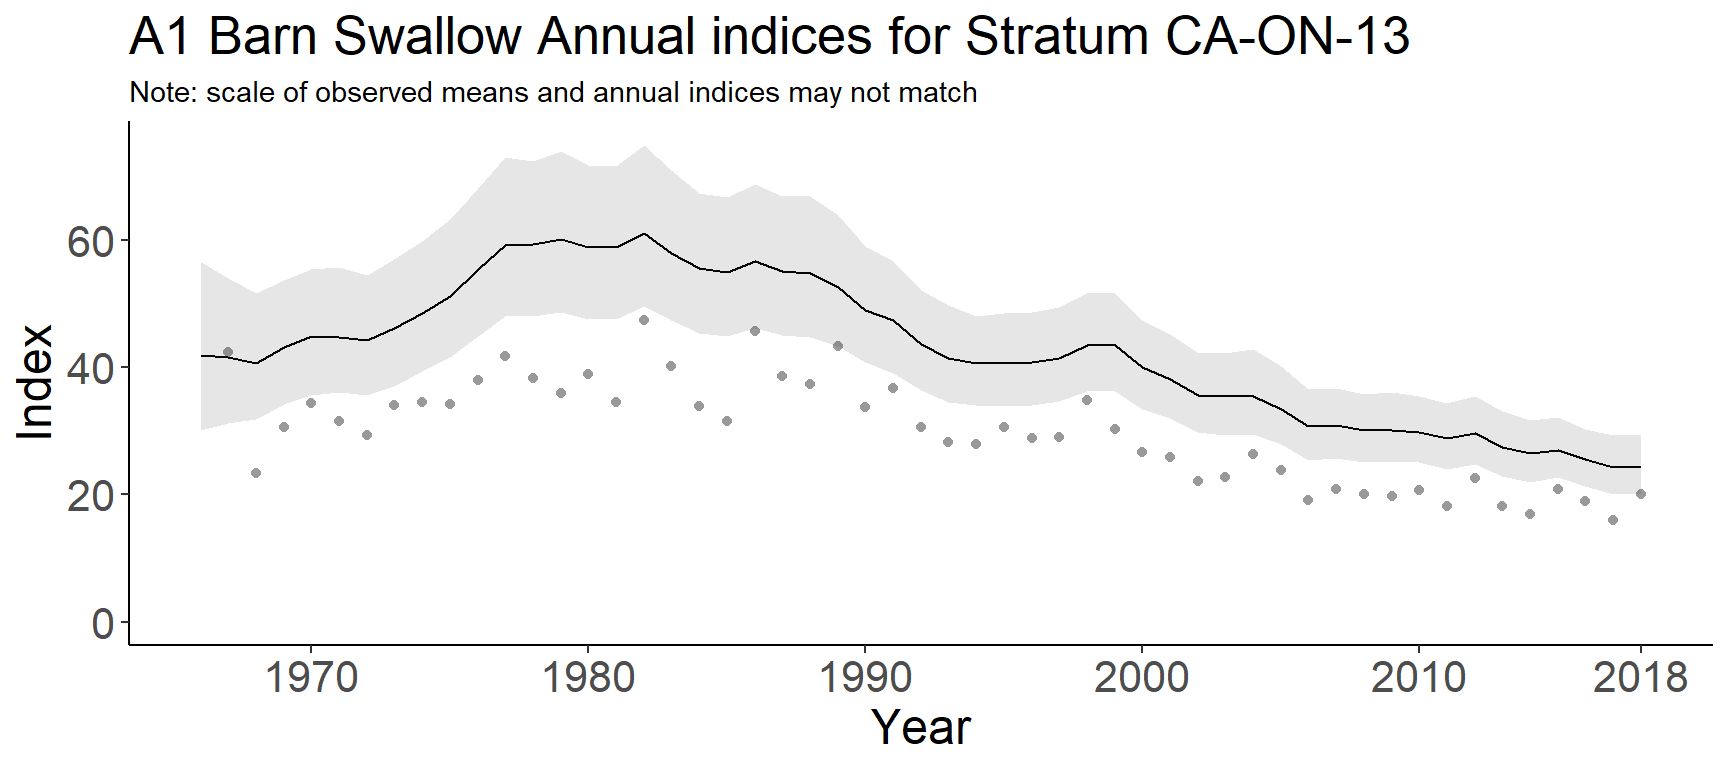 A1 Barn Swallow Annual indices for Stratum CA-ON-13
Note: scale of observed means and annual indices may not match
Index
60
40
20
0
1970 1980 1990 2000 2010 2018
Year